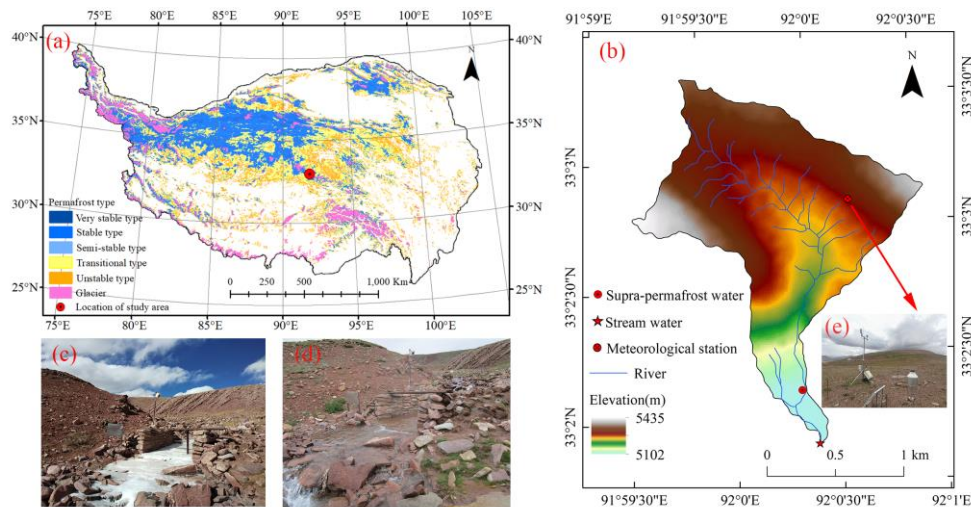 75°E 80°E 85°E 90°E 95°E 100°E 105°E
40°N 40°N
(a)
N
35°N 35°N
30°N 30°N
25°N 25°N
Permafrost type
Very stable type
Stable type
Semi-stable type
Transitional type
Unstable type
Glacier
Location of study area
0 250 500 1,000 Km
75°E 80°E 85°E 90°E 95°E 100°E
(c)
(d)
91°59'E 91°59'30"E 92°0'E 92°0'30"E
(b)
N
33°3'30"N
33°3'N 33°3'N
33°2'30"N 33°2'30"N
33°2'N 33°2'N
Supra-permafrost water
Stream water
Meteorological station
River
Elevation(m)
5435
5102
(e)
0 0.5 1 km
91°59'30"E 92°0'E 92°0'30"E 92°1'E